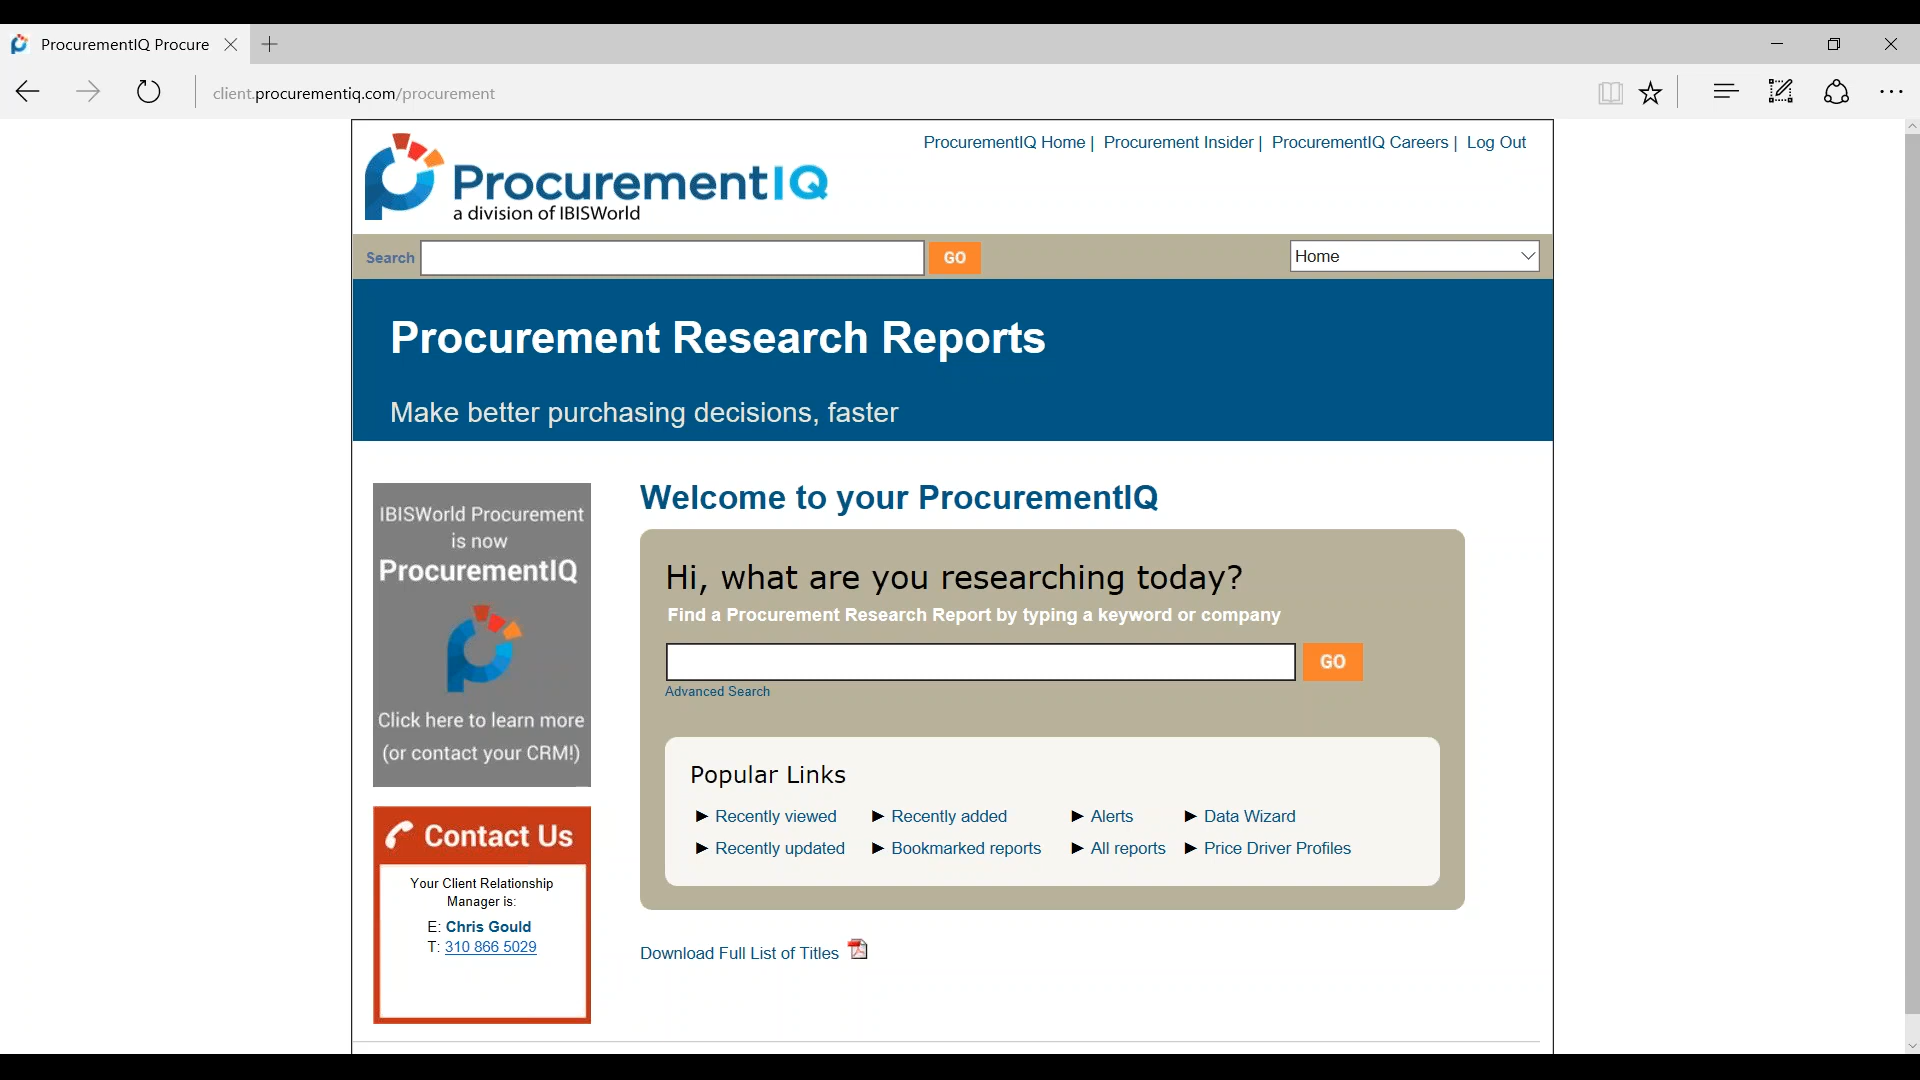 ProcurementIQ Procure
client.procurementiq.com/procurement
ProcurementIQ Home | Procurement Insider | ProcurementIQ Careers | Log Out
ProcurementIQ
a division of IBISWorld
Search
GO
Home
Procurement Research Reports
Make better purchasing decisions, faster
IBISWorld Procurement
is now
ProcurementIQ
Click here to learn more
(or contact your CRM!)
Contact Us
Your Client Relationship
Manager is:
E: Chris Gould
T: 310 866 5029
Welcome to your ProcurementIQ
Hi, what are you researching today?
Find a Procurement Research Report by typing a keyword or company
GO
Advanced Search
Popular Links
Recently viewed
Recently added
Alerts
Data Wizard
Recently updated
Bookmarked reports
All reports
Price Driver Profiles
Download Full List of Titles